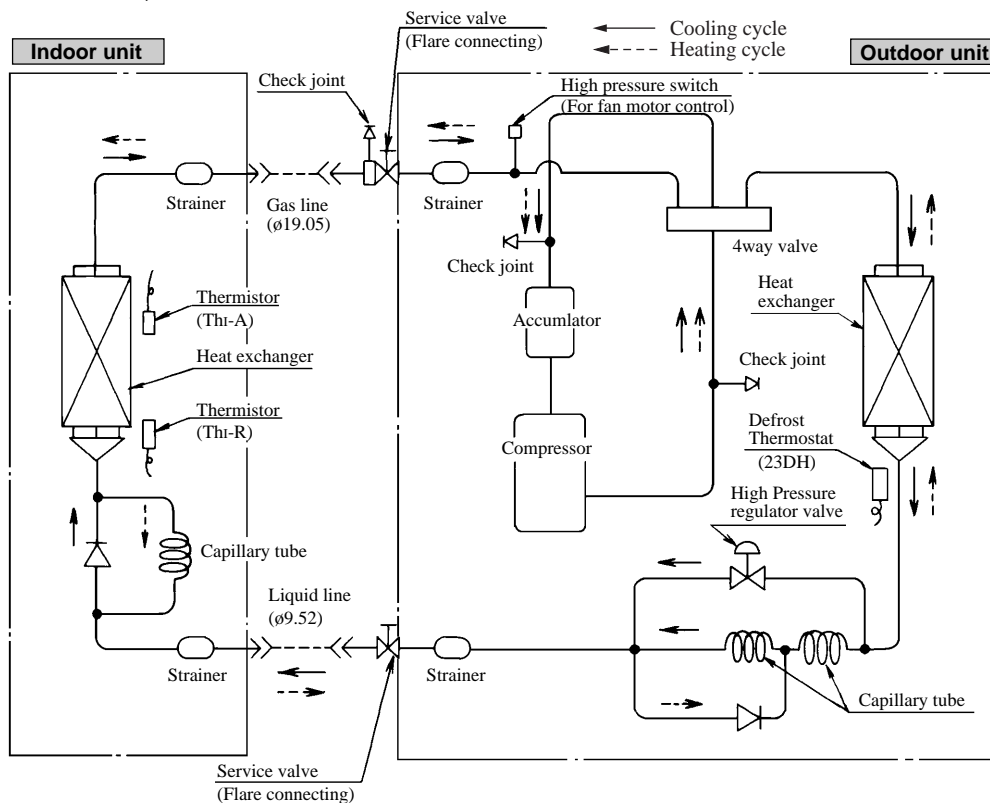 Service valve
(Flare connecting)
Cooling cycle
Heating cycle
Indoor unit
Outdoor unit
Check joint
High pressure switch
(For fan motor control)
Strainer
Gas line
(ø19.05)
Strainer
4way valve
Check joint
Heat
exchanger
Thermistor
(ThI-A)
Accumlator
Heat exchanger
Check joint
Thermistor
(ThI-R)
Compressor
Defrost
Thermostat
(23DH)
High Pressure
regulator valve
Capillary tube
Liquid line
(ø9.52)
Strainer
Strainer
Capillary tube
Service valve
(Flare connecting)